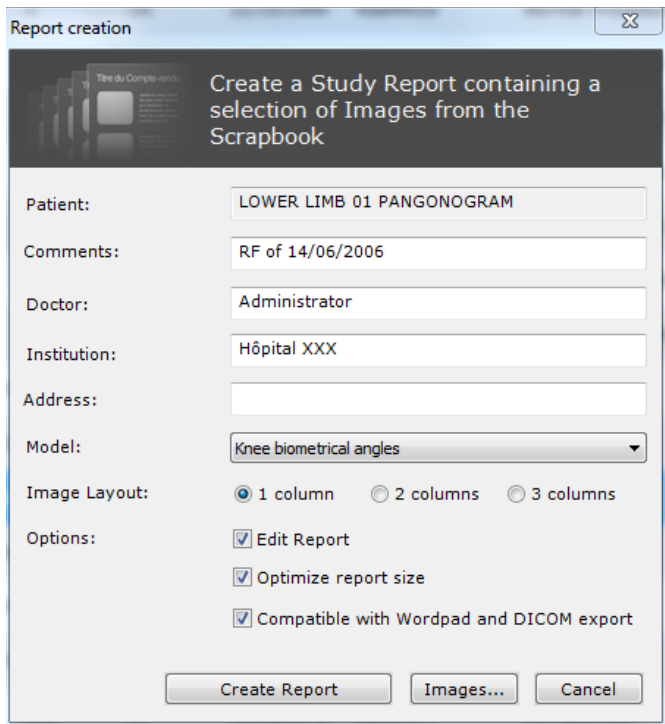 Report creation
Titre du Compte-rendu
Create a Study Report containing a
selection of Images from the
Scrapbook
Patient: LOWER LIMB 01 PANGONOGRAM
Comments: RF of 14/06/2006
Doctor: Administrator
Institution: Hôpital XXX
Address:
Model: Knee biometrical angles
Image Layout: 1 column 2 columns 3 columns
Options: Edit Report
Optimize report size
Compatible with Wordpad and DICOM export
Create Report Images... Cancel